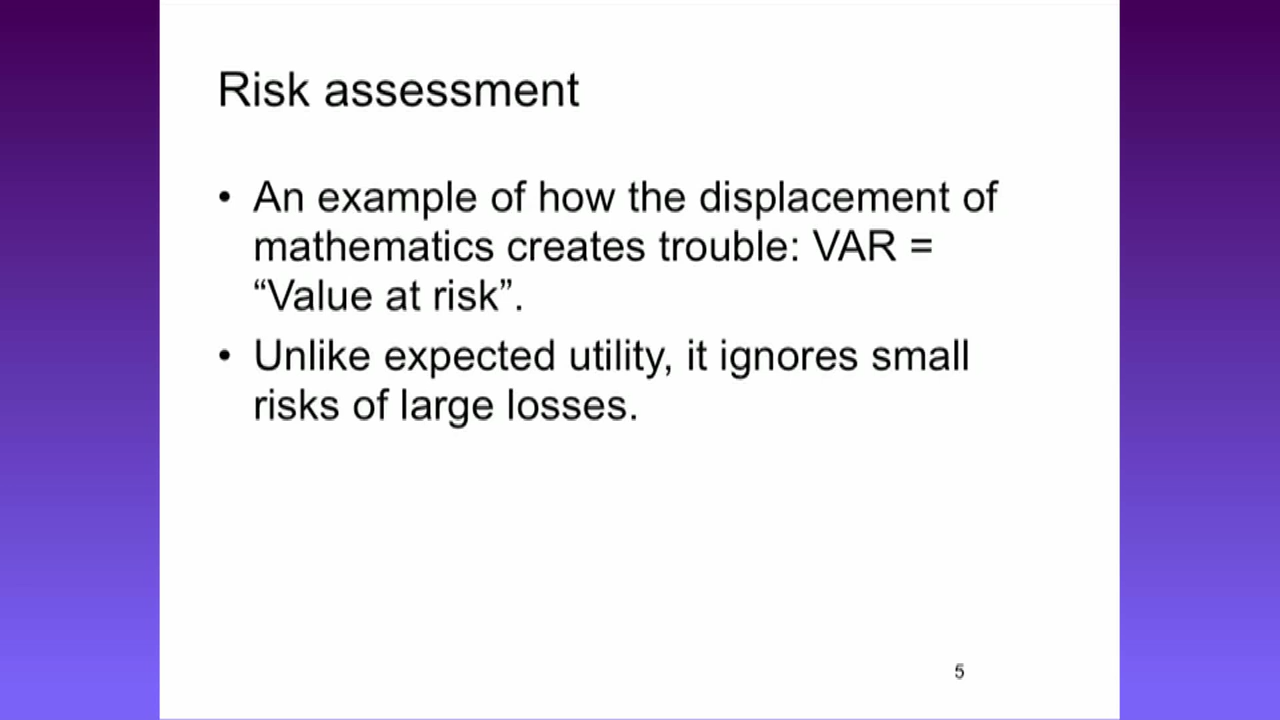 Risk assessment
• An example of how the displacement of
mathematics creates trouble: VAR =
“Value at risk”.
• Unlike expected utility, it ignores small
risks of large losses.
5